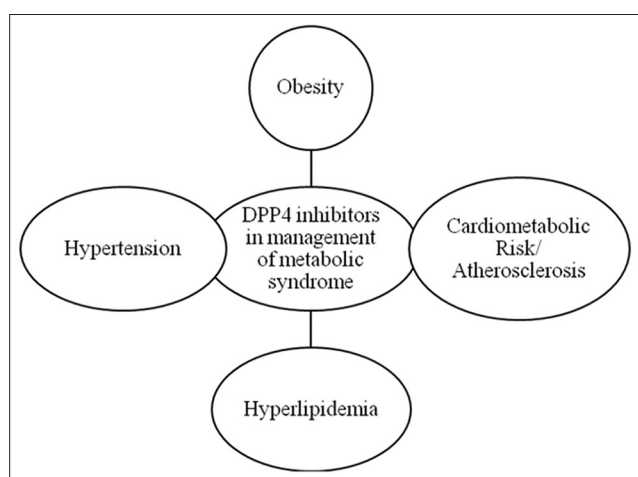 Obesity
Hypertension
DPP4 inhibitors
in management
of metabolic
syndrome
Cardiometabolic
Risk/
Atherosclerosis
Hyperlipidemia